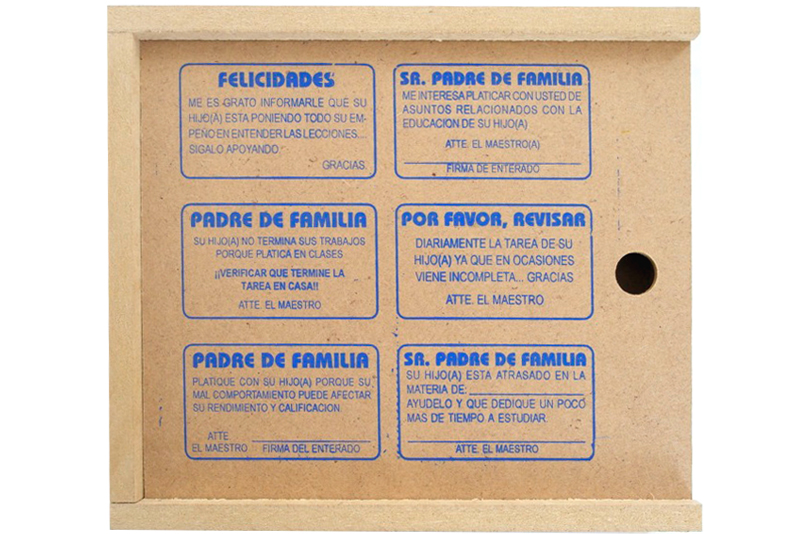 FELICIDADES
ME ES GRATO INFORMARLE QUE SU
HIJO(A) ESTA PONIENDO TODO SU EM-
PEÑO EN ENTENDER LAS LECCIONES...
SIGALO APOYANDO.
GRACIAS.
SR. PADRE DE FAMILIA
ME INTERESA PLATICAR CON USTED DE
ASUNTOS RELACIONADOS CON LA
EDUCACION DE SU HIJO(A)
ATTE. EL MAESTRO(A)
FIRMA DE ENTERADO
PADRE DE FAMILIA
SU HIJO(A) NO TERMINA SUS TRABAJOS
PORQUE PLATICA EN CLASES
¡¡VERIFICAR QUE TERMINE LA
TAREA EN CASA!!
ATTE. EL MAESTRO
POR FAVOR, REVISAR
DIARIAMENTE LA TAREA DE SU
HIJO(A) YA QUE EN OCASIONES
VIENE INCOMPLETA... GRACIAS
ATTE. EL MAESTRO
PADRE DE FAMILIA
PLATIQUE CON SU HIJO(A) PORQUE SU
MAL COMPORTAMIENTO PUEDE AFECTAR
SU RENDIMIENTO Y CALIFICACION.
ATTE.
EL MAESTRO FIRMA DEL ENTERADO
SR. PADRE DE FAMILIA
SU HIJO(A) ESTA ATRASADO EN LA
MATERIA DE:
AYUDELO Y QUE DEDIQUE UN POCO
MAS DE TIEMPO A ESTUDIAR.
ATTE. EL MAESTRO